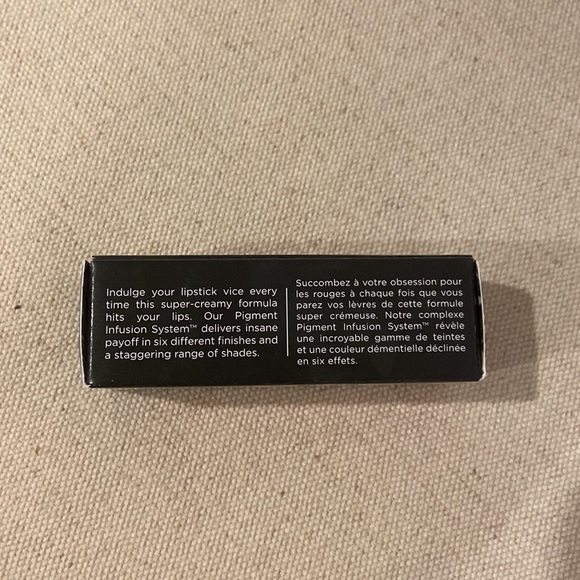 Indulge your lipstick vice every
time this super-creamy formula
hits your lips. Our Pigment
Infusion System™ delivers insane
payoff in six different finishes and
a staggering range of shades.
Succombez à votre obsession pour
les rouges à chaque fois que vous
parez vos lèvres de cette formule
super crémeuse. Notre complexe
Pigment Infusion System™ révèle
une incroyable gamme de teintes
et une couleur démentielle déclinée
en six effets.